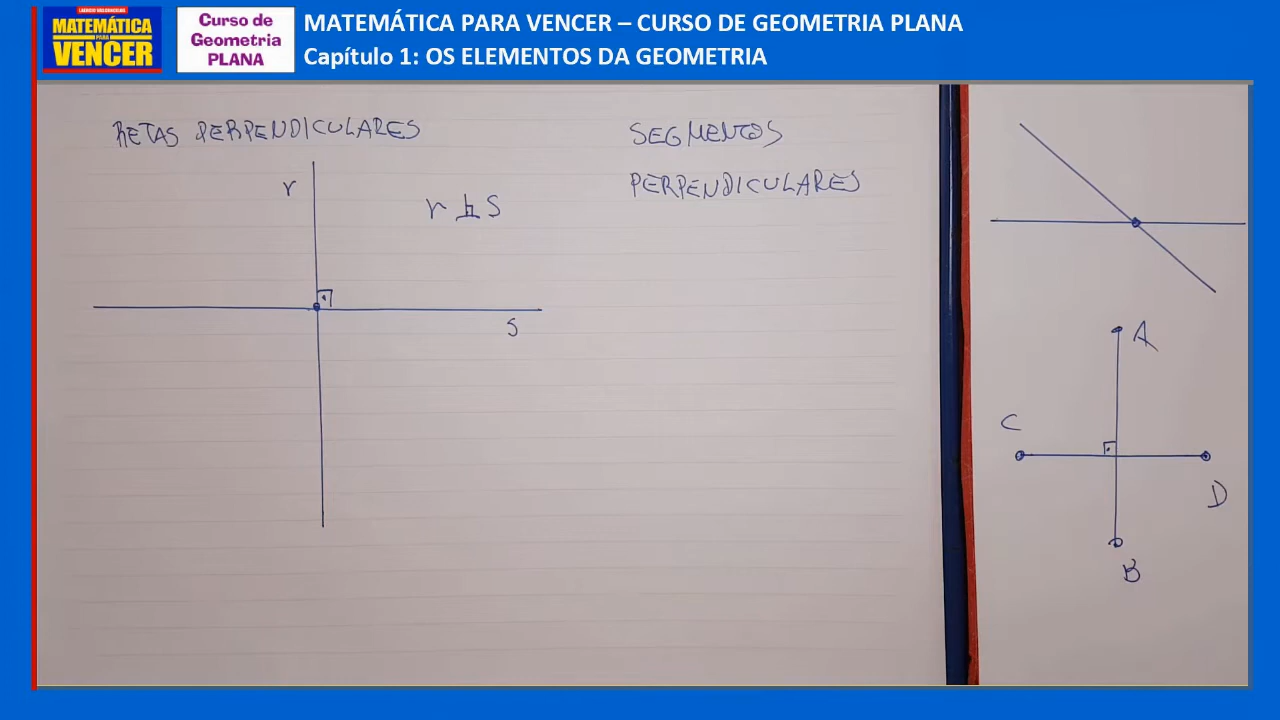 MATEMÁTICA
PARA
VENCER
Curso de
Geometria
PLANA
MATEMÁTICA PARA VENCER – CURSO DE GEOMETRIA PLANA
Capítulo 1: OS ELEMENTOS DA GEOMETRIA
RETAS PERPENDICULARES
r
r ⊥ S
S
SEGMENTOS
PERPENDICULARES
A
C
D
B